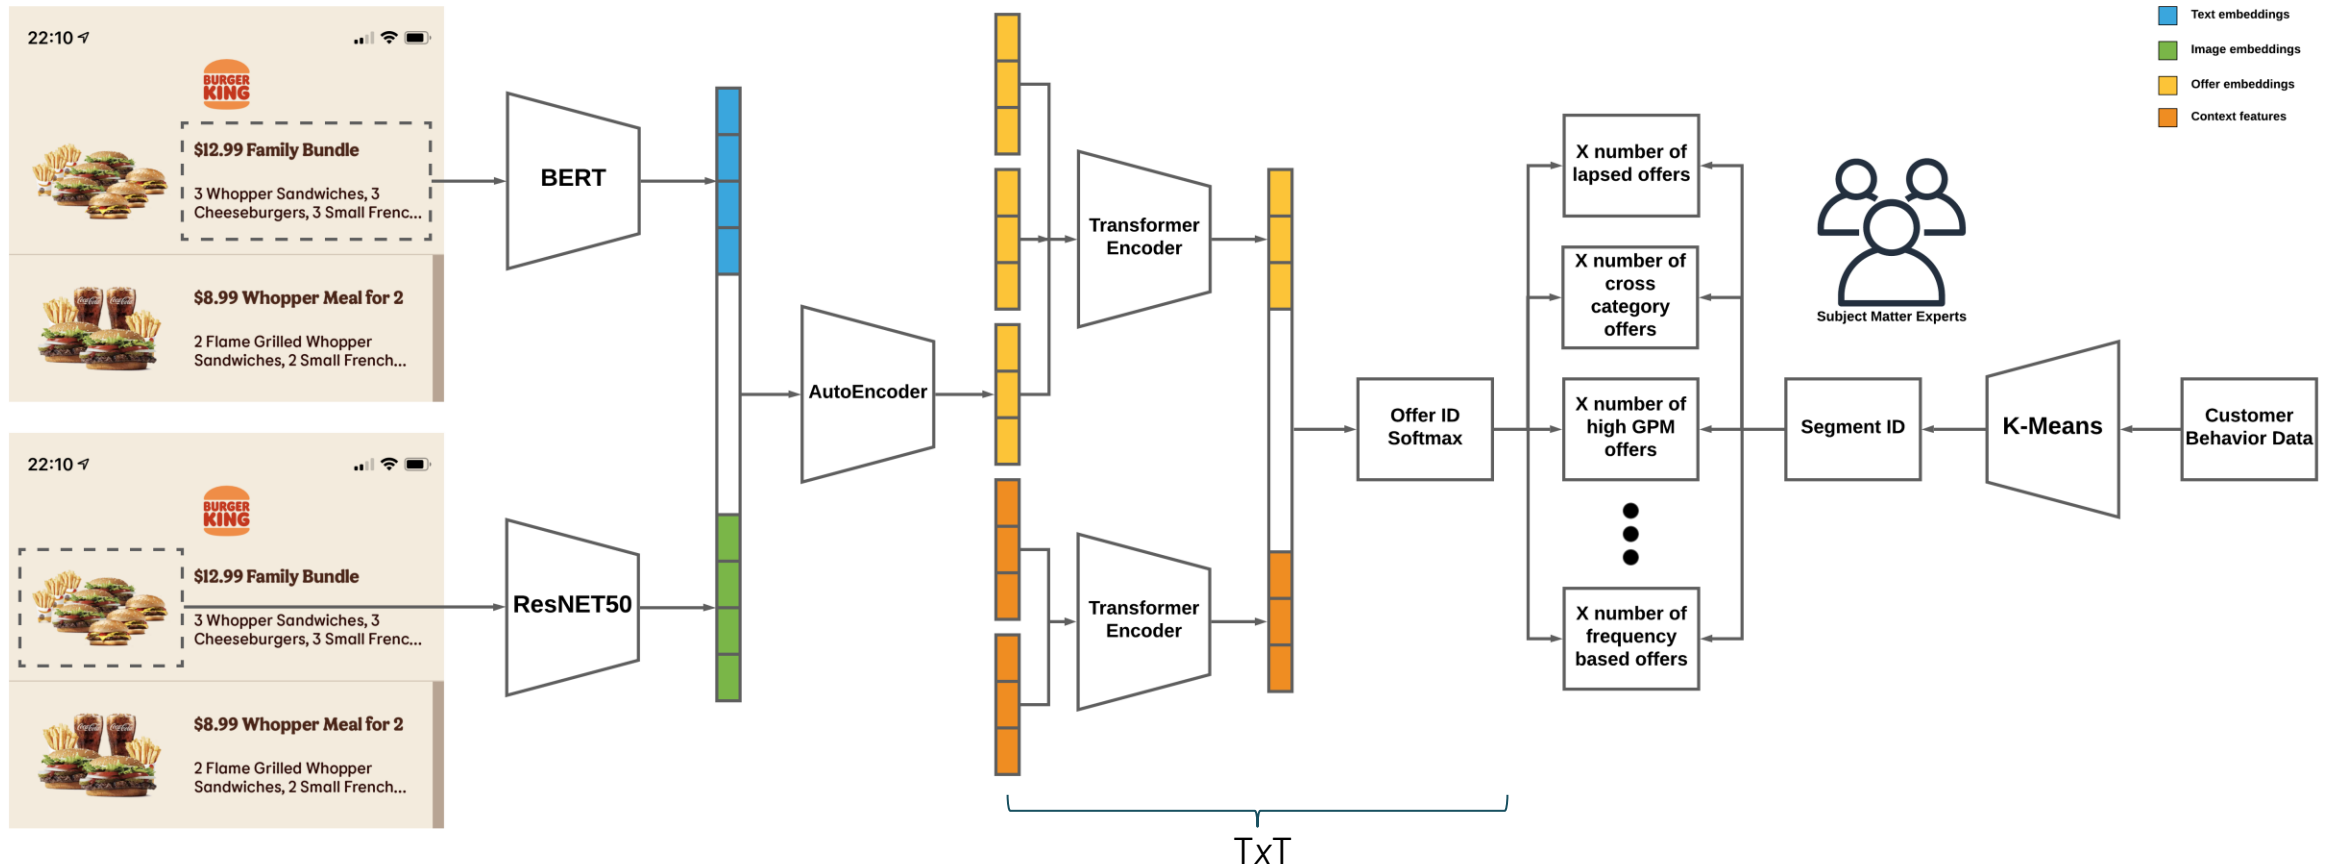 22:10
BURGER
KING
$12.99 Family Bundle
3 Whopper Sandwiches, 3
Cheeseburgers, 3 Small Frenc...
$8.99 Whopper Meal for 2
2 Flame Grilled Whopper
Sandwiches, 2 Small French...
22:10
BURGER
KING
$12.99 Family Bundle
3 Whopper Sandwiches, 3
Cheeseburgers, 3 Small Frenc...
$8.99 Whopper Meal for 2
2 Flame Grilled Whopper
Sandwiches, 2 Small French...
BERT
ResNET50
AutoEncoder
Transformer
Encoder
Transformer
Encoder
Offer ID
Softmax
X number of
lapsed offers
X number of
cross
category
offers
X number of
high GPM
offers
X number of
frequency
based offers
Subject Matter Experts
Segment ID
K-Means
Customer
Behavior Data
Text embeddings
Image embeddings
Offer embeddings
Context features
TxT